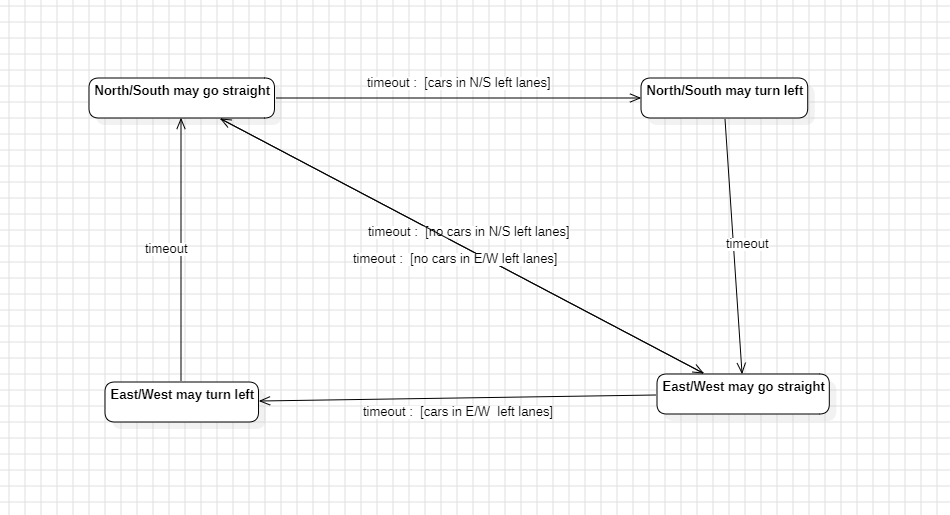 timeout :  [cars in N/S left lanes]
North/South may go straight
North/South may turn left
timeout :  [no cars in N/S left lanes]
timeout
timeout
timeout :  [no cars in E/W left lanes]
East/West may turn left
East/West may go straight
timeout :  [cars in E/W  left lanes]